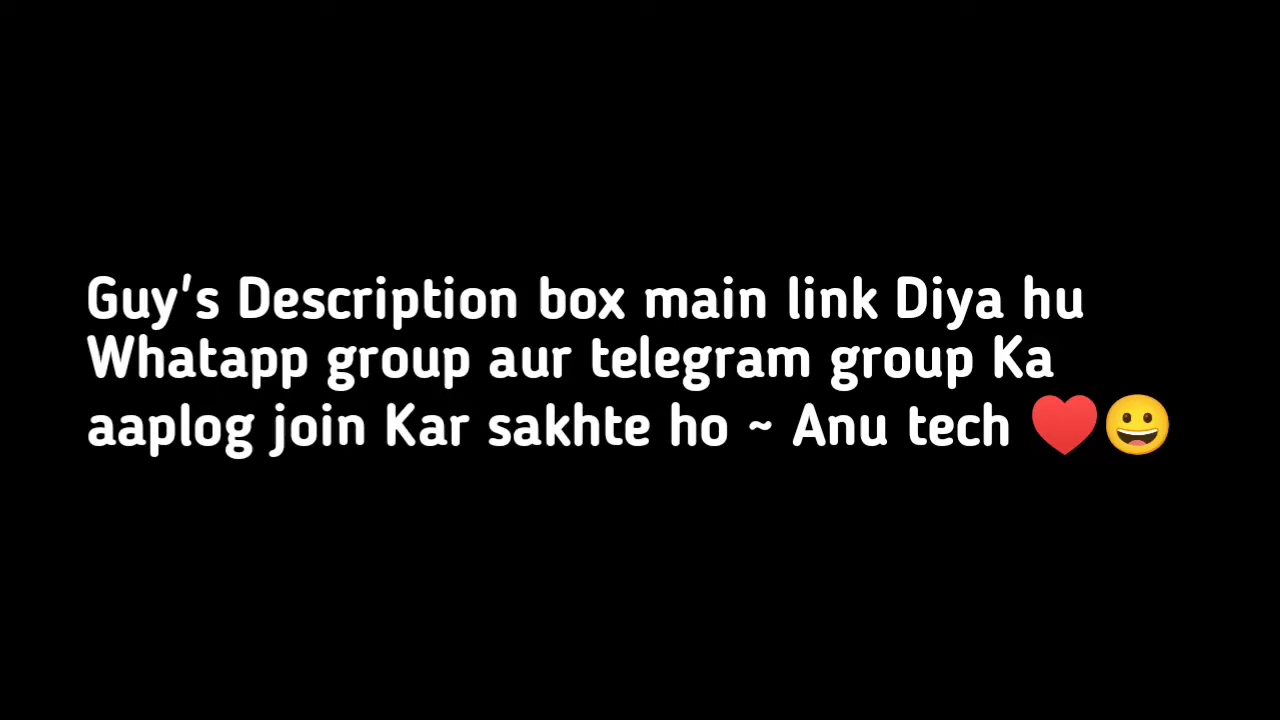 Guy's Description box main link Diya hu
Whatapp group aur telegram group Ka
aaplog join Kar sakhte ho ~ Anu tech ♥️😀